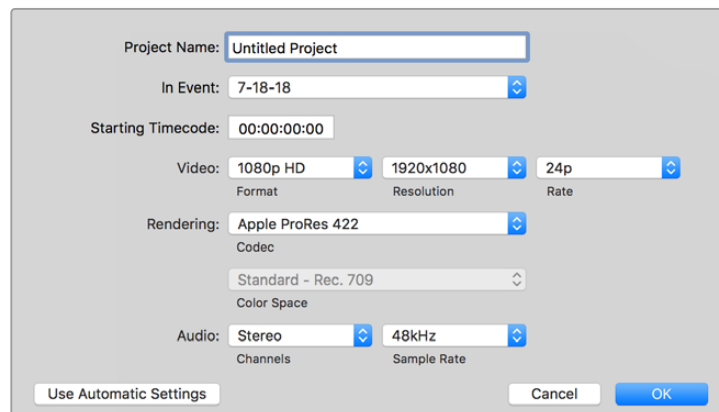 Project Name: Untitled Project
In Event: 7-18-18
Starting Timecode: 00:00:00:00
Video: 1080p HD 1920x1080 24p
Format Resolution Rate
Rendering: Apple ProRes 422
Codec
Standard - Rec. 709
Color Space
Audio: Stereo 48kHz
Channels Sample Rate
Use Automatic Settings Cancel OK